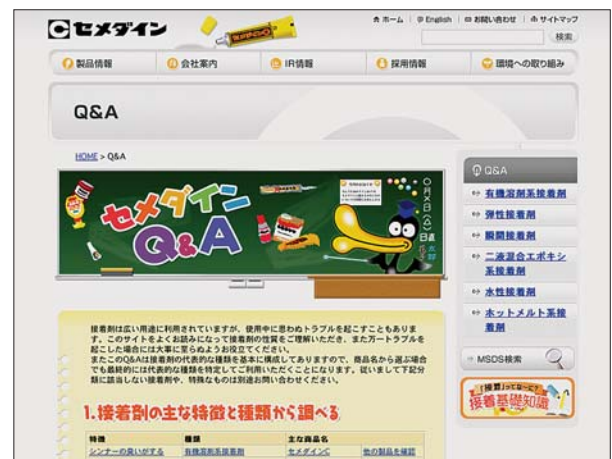 セメダイン
ホーム
English
お問い合わせ
サイトマップ
検索
製品情報
会社案内
IR情報
採用情報
環境への取り組み
Q&A
HOME > Q&A
セメダイン
Q&A
○月×日(△)
日直
Q&A
有機溶剤系接着剤
弾性接着剤
瞬間接着剤
二液混合エポキシ
系接着剤
水性接着剤
ホットメルト系接
着剤
MSDS検索
「接着」ってな〜に?
接着基礎知識
接着剤は広い用途に利用されていますが、使用中に思わぬトラブルを起こすこともありま
す。このサイトをよくお読みになって接着剤の性質をご理解いただき、また万一トラブルを
起こした場合には大事に至らぬようお役立てください。
またこのQ&Aは接着剤の代表的な種類を基本に構成してありますので、商品名から選ぶ場合
でも最終的には代表的な種類を特定してご利用いただくことになります。従いまして下記分
類に該当しない接着剤や、特殊なものは別途お問い合わせください。
1.接着剤の主な特徴と種類から調べる
特徴 種類 主な商品名
シンナーの臭いがする 有機溶剤系接着剤 セメダインC 他の製品を確認